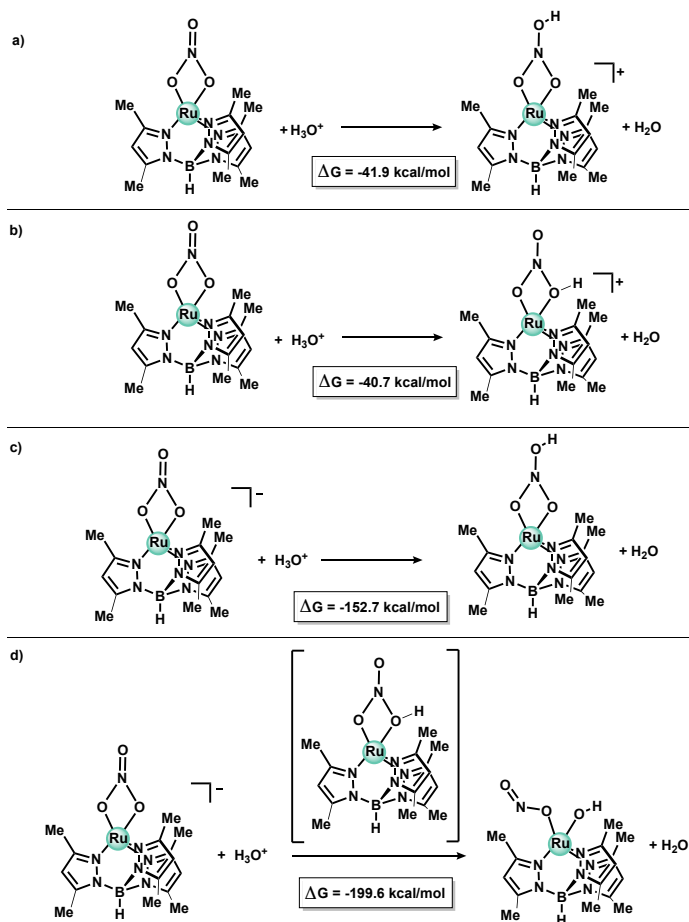 a)
O
N
O O
Me Ru Me Me
N N N
N B N N
Me H Me Me
+ H₃O⁺
ΔG = -41.9 kcal/mol
O-H
N
O O
Me Ru Me Me
N N N
N B N N
Me H Me Me
+
+ H₂O
b)
O
N
O O
Me Ru Me Me
N N N
N B N N
Me H Me Me
+ H₃O⁺
ΔG = -40.7 kcal/mol
O
N
O O-H
Me Ru Me Me
N N N
N B N N
Me H Me Me
+
+ H₂O
c)
O
N
O O
Me Ru Me Me
N N N
N B N N
Me H Me Me
−
+ H₃O⁺
ΔG = -152.7 kcal/mol
O-H
N
O O
Me Ru Me Me
N N N
N B N N
Me H Me Me
+ H₂O
d)
O
N
O O
Me Ru Me Me
N N N
N B N N
Me H Me Me
−
+ H₃O⁺
O
N
O O-H
Me Ru Me Me
N N N
N B N N
Me H Me Me
ΔG = -199.6 kcal/mol
O
N O O-H
Me Ru Me Me
N N N
N B N N
Me H Me Me
+ H₂O